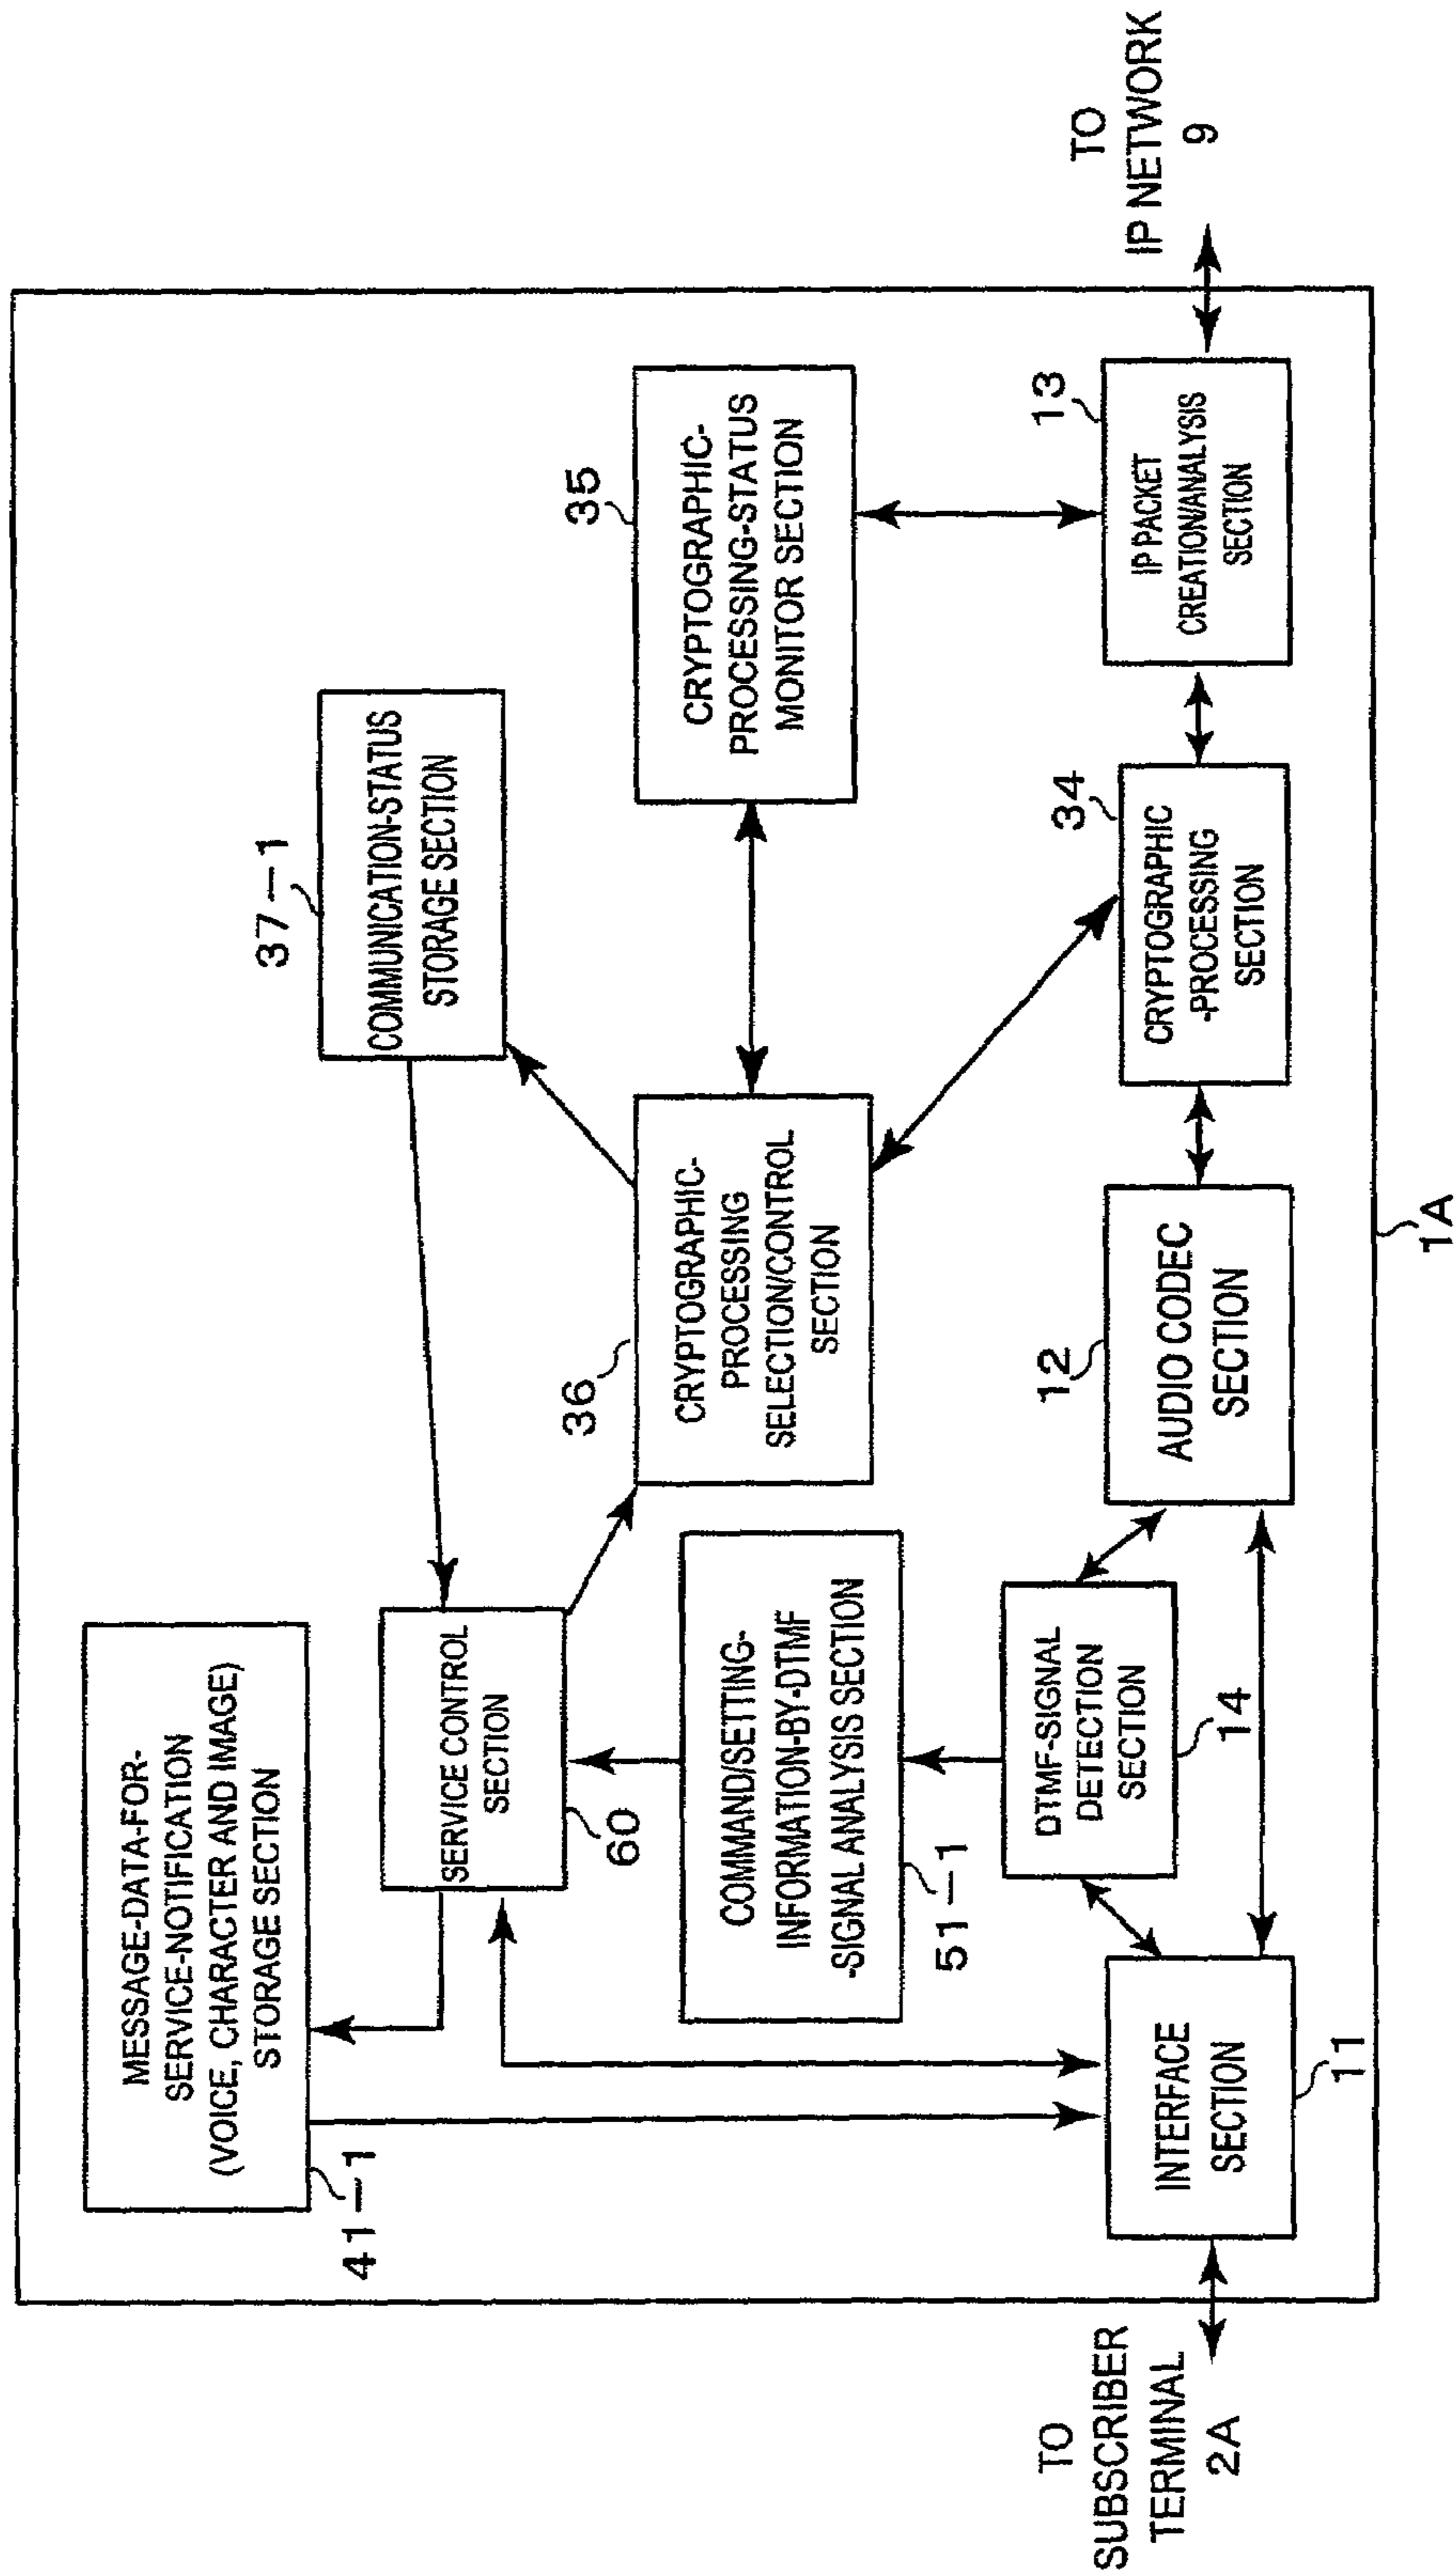 MESSAGE-DATA-FOR-
SERVICE-NOTIFICATION
(VOICE, CHARACTER AND IMAGE)
STORAGE SECTION
41—1
37—1
COMMUNICATION-STATUS
STORAGE SECTION
SERVICE CONTROL
SECTION
60
36
CRYPTOGRAPHIC-
PROCESSING
SELECTION/CONTROL
SECTION
35
CRYPTOGRAPHIC-
PROCESSING-STATUS
MONITOR SECTION
COMMAND/SETTING-
INFORMATION-BY-DTMF
-SIGNAL ANALYSIS SECTION
51—1
DTMF-SIGNAL
DETECTION
SECTION
14
TO
SUBSCRIBER
TERMINAL
2A
INTERFACE
SECTION
11
12
AUDIO CODEC
SECTION
34
CRYPTOGRAPHIC
-PROCESSING
SECTION
13
IP PACKET
CREATION/ANALYSIS
SECTION
TO
IP NETWORK
9
1A